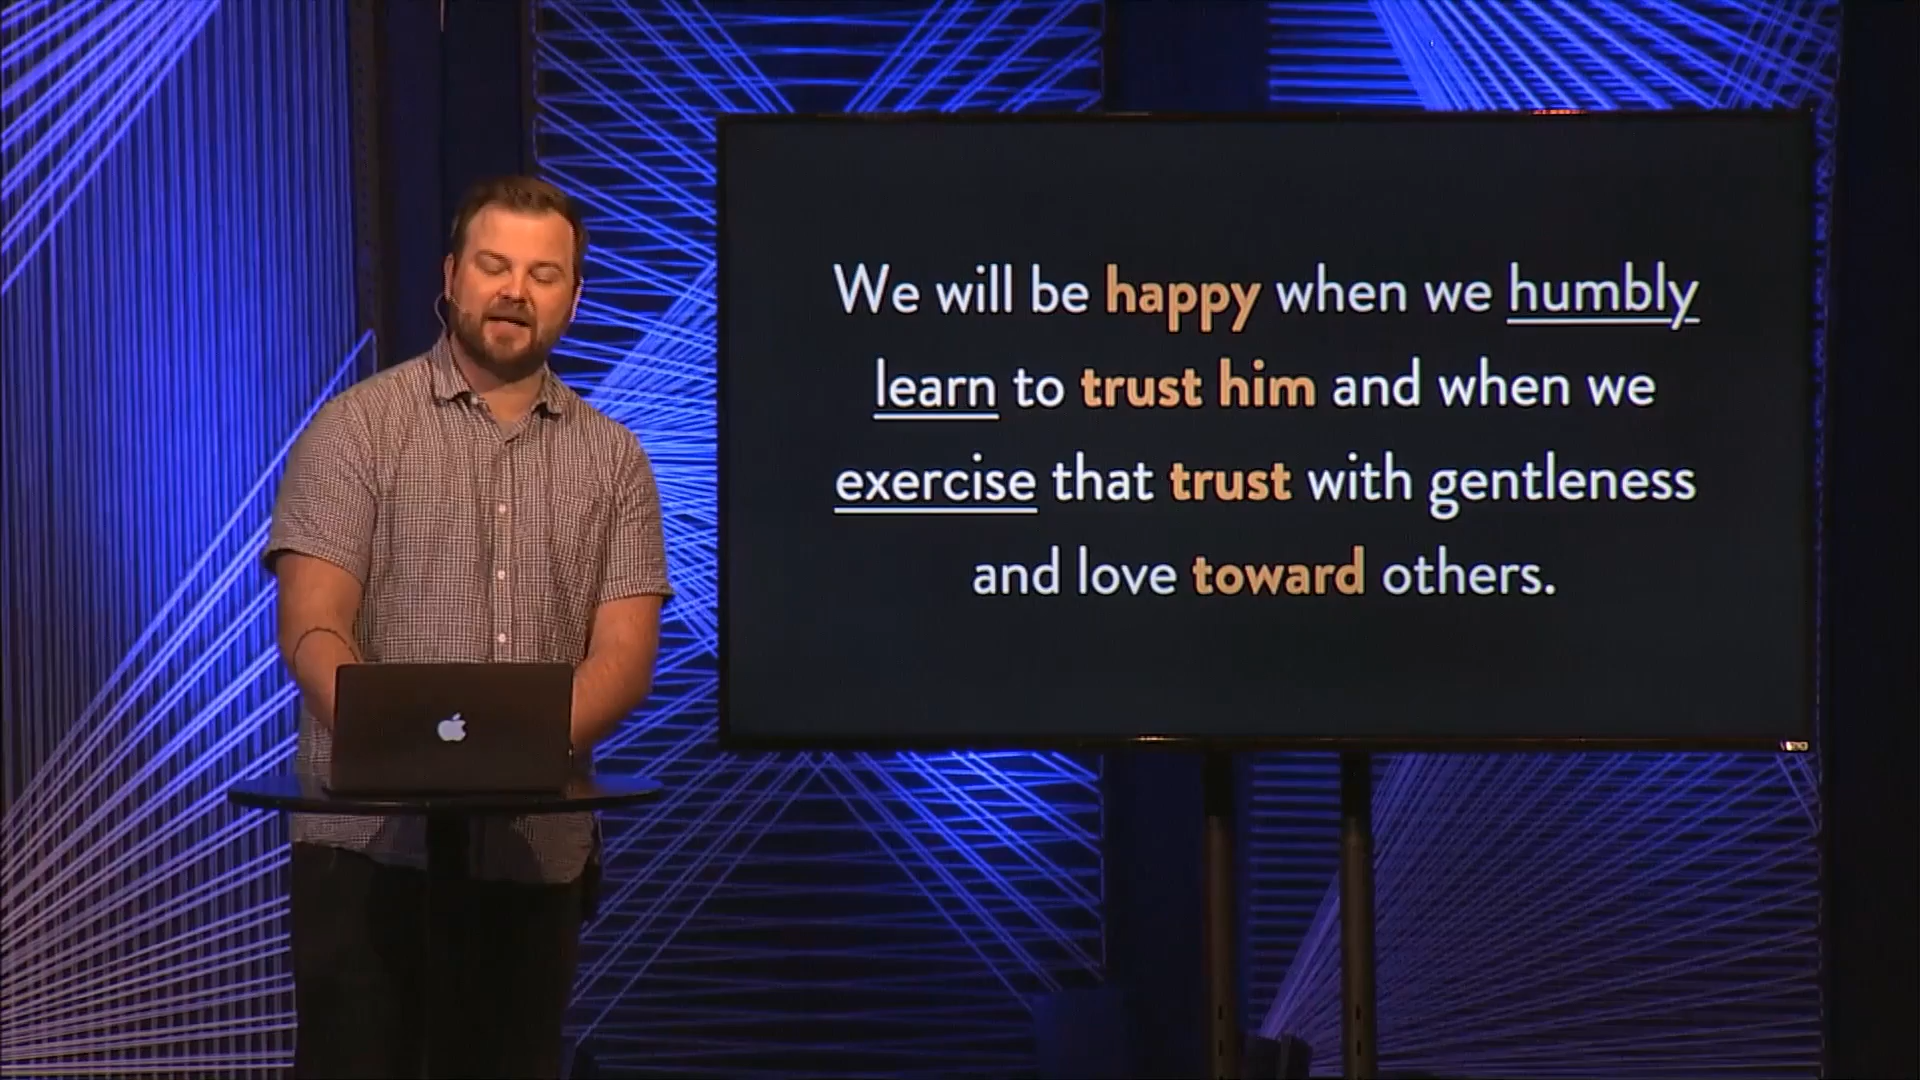 We will be happy when we humbly
learn to trust him and when we
exercise that trust with gentleness
and love toward others.